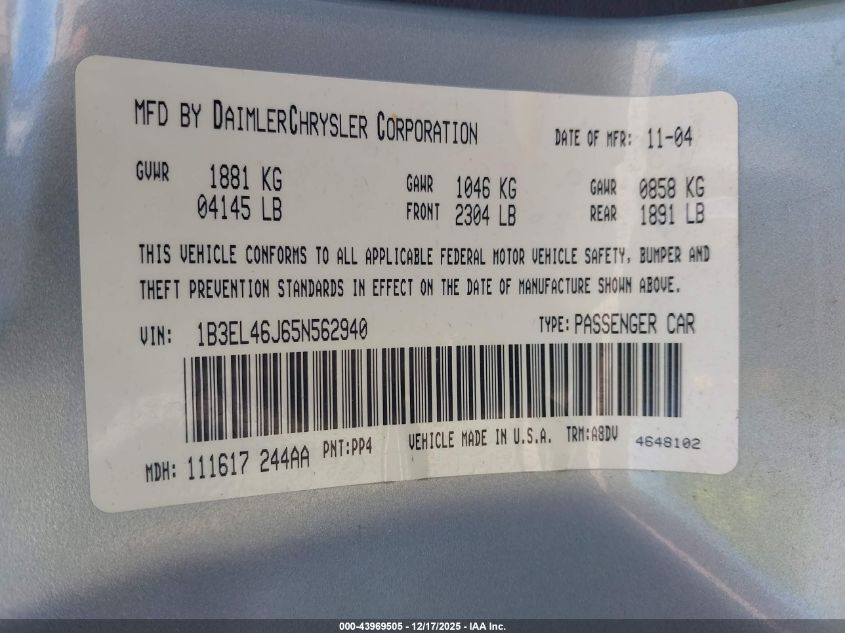 MFD BY DAIMLERCHRYSLER CORPORATION DATE OF MFR: 11-04
GVWR 1881 KG GAWR 1046 KG GAWR 0858 KG
04145 LB FRONT 2304 LB REAR 1891 LB
THIS VEHICLE CONFORMS TO ALL APPLICABLE FEDERAL MOTOR VEHICLE SAFETY, BUMPER AND
THEFT PREVENTION STANDARDS IN EFFECT ON THE DATE OF MANUFACTURE SHOWN ABOVE.
VIN: 1B3EL46J65N562940 TYPE: PASSENGER CAR
MDH: 111617 244AA PNT:PP4 VEHICLE MADE IN U.S.A. TRM:A8DV 4648102
000-43969505 - 12/17/2025 - IAA Inc.